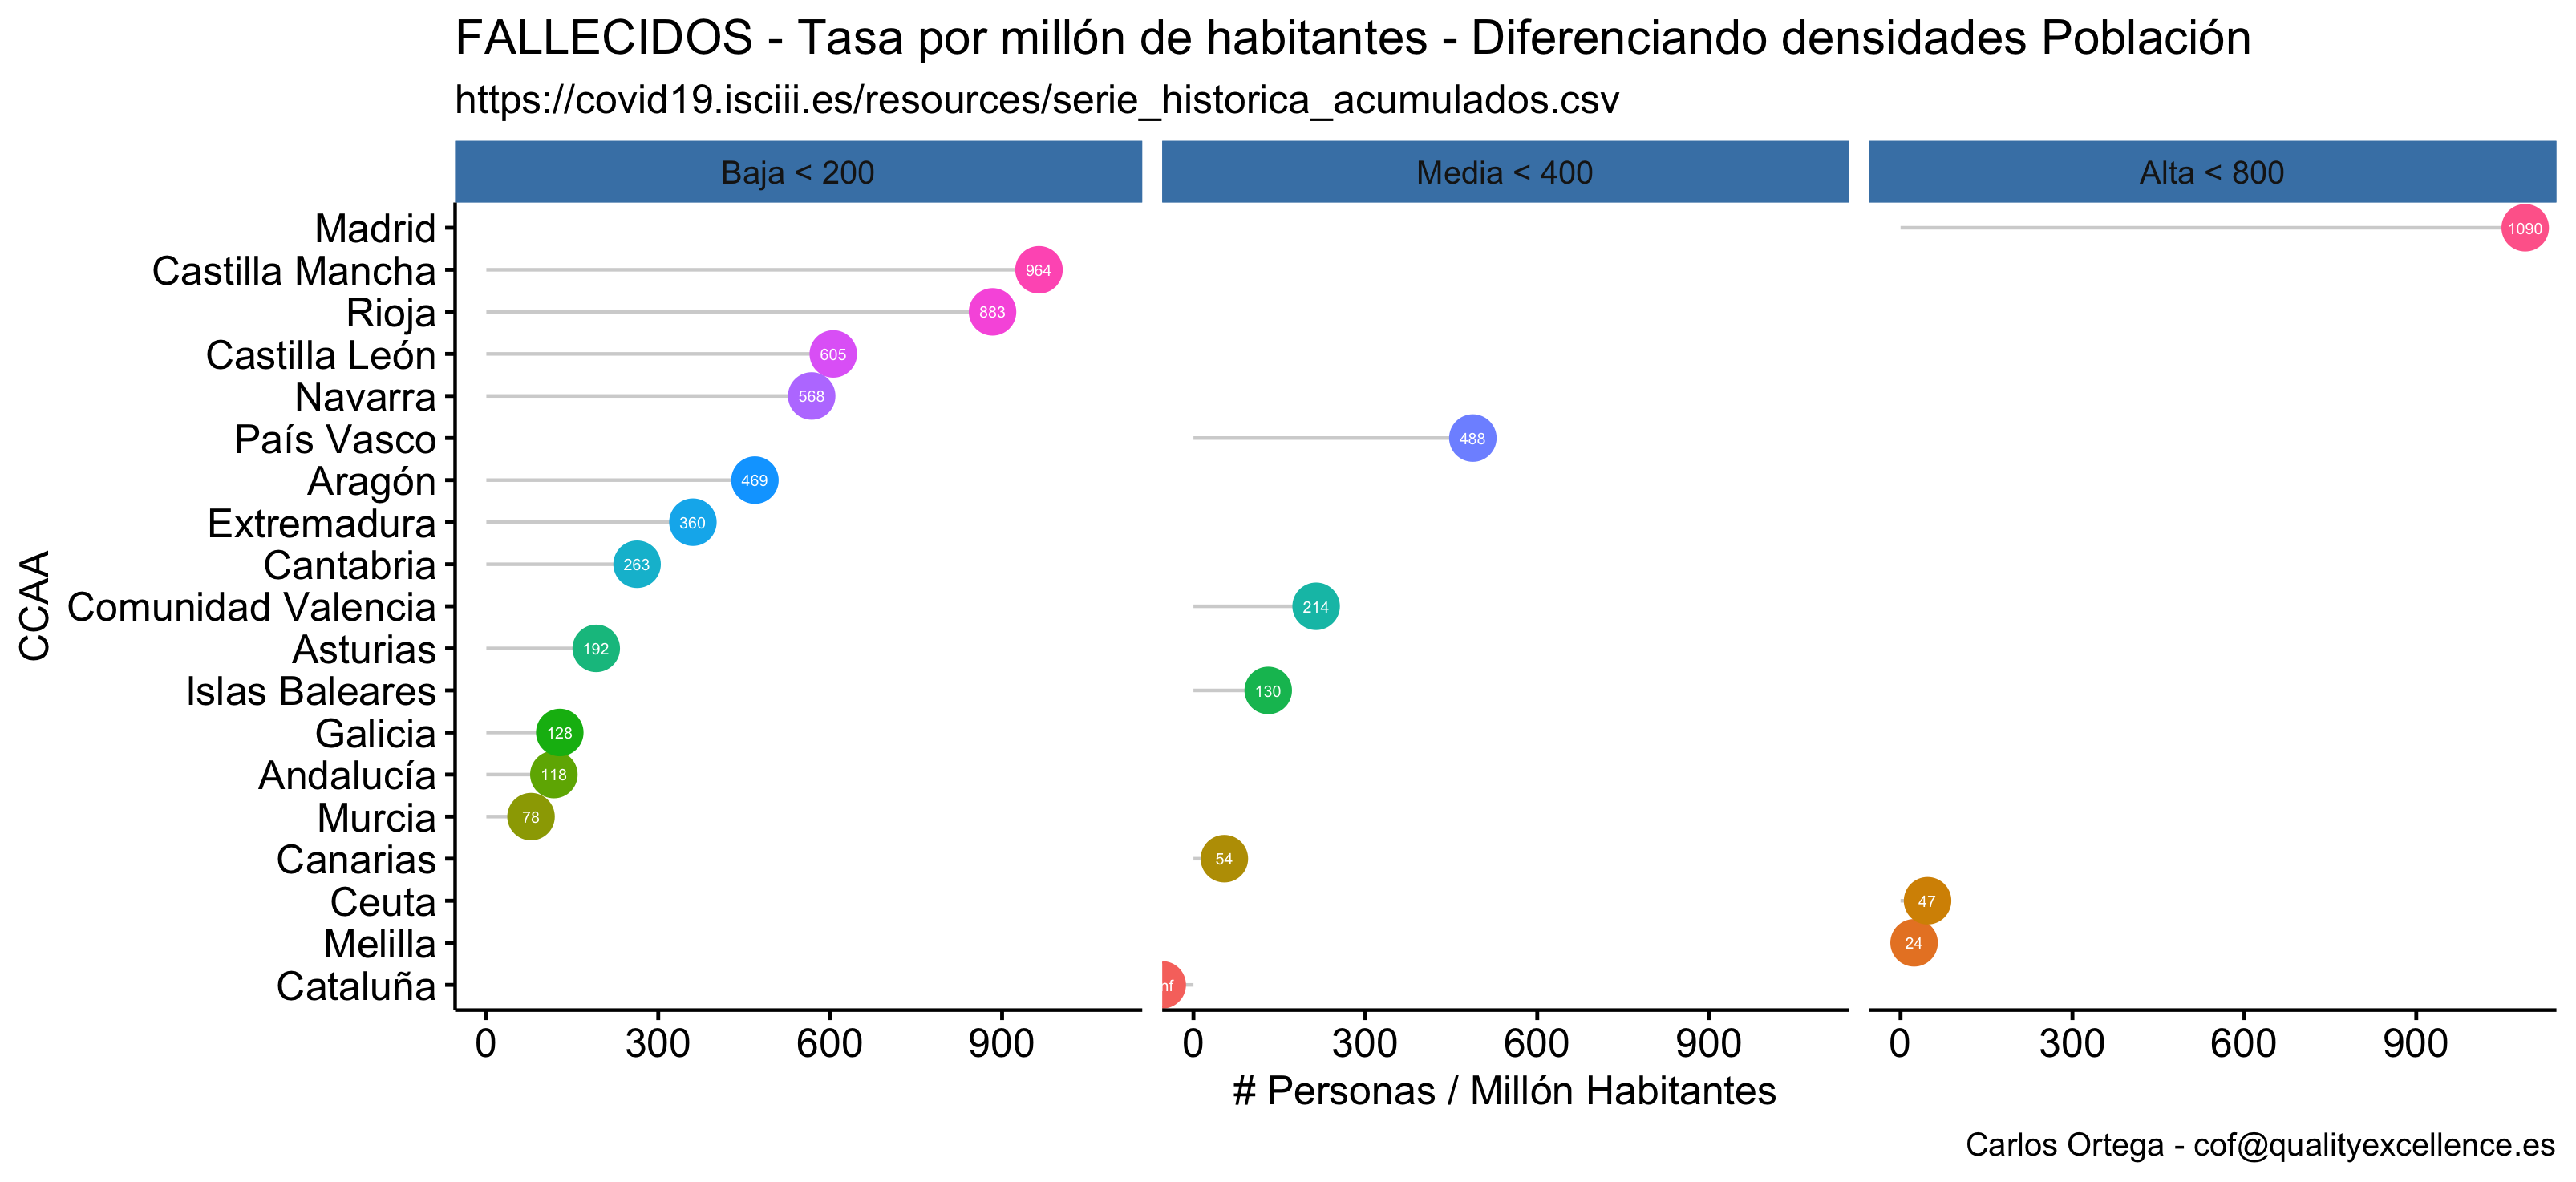 FALLECIDOS - Tasa por millón de habitantes - Diferenciando densidades Población
https://covid19.isciii.es/resources/serie_historica_acumulados.csv
Baja < 200
Media < 400
Alta < 800
CCAA
Madrid 1090
Castilla Mancha 964
Rioja 883
Castilla León 605
Navarra 568
País Vasco 488
Aragón 469
Extremadura 360
Cantabria 263
Comunidad Valencia 214
Asturias 192
Islas Baleares 130
Galicia 128
Andalucía 118
Murcia 78
Canarias 54
Ceuta 47
Melilla 24
Cataluña nf
0 300 600 900
0 300 600 900
0 300 600 900
# Personas / Millón Habitantes
Carlos Ortega - cof@qualityexcellence.es